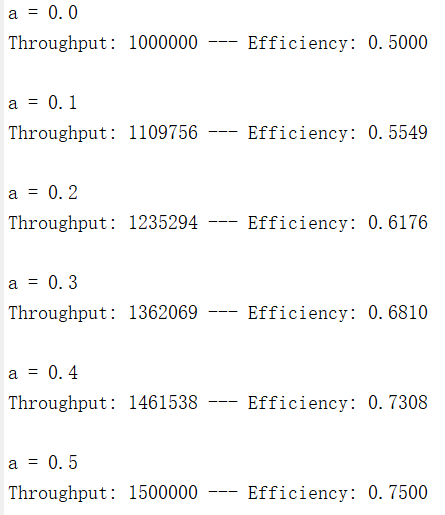 a = 0.0
Throughput: 1000000 --- Efficiency: 0.5000
a = 0.1
Throughput: 1109756 --- Efficiency: 0.5549
a = 0.2
Throughput: 1235294 --- Efficiency: 0.6176
a = 0.3
Throughput: 1362069 --- Efficiency: 0.6810
a = 0.4
Throughput: 1461538 --- Efficiency: 0.7308
a = 0.5
Throughput: 1500000 --- Efficiency: 0.7500